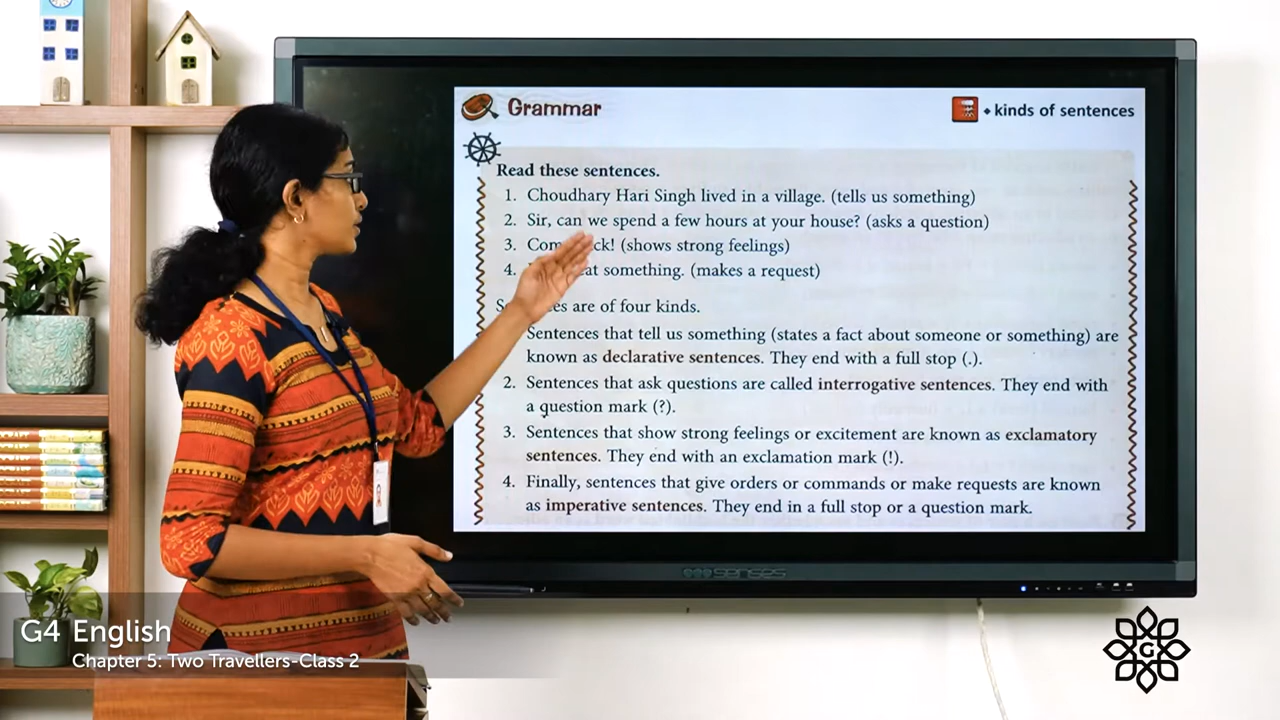 Grammar
• kinds of sentences
Read these sentences.
1. Choudhary Hari Singh lived in a village. (tells us something)
2. Sir, can we spend a few hours at your house? (asks a question)
3. Com ck! (shows strong feelings)
4. at something. (makes a request)
S es are of four kinds.
Sentences that tell us something (states a fact about someone or something) are
known as declarative sentences. They end with a full stop (.).
2. Sentences that ask questions are called interrogative sentences. They end with
a question mark (?).
3. Sentences that show strong feelings or excitement are known as exclamatory
sentences. They end with an exclamation mark (!).
4. Finally, sentences that give orders or commands or make requests are known
as imperative sentences. They end in a full stop or a question mark.
senses
G4 English
Chapter 5: Two Travellers-Class 2
G